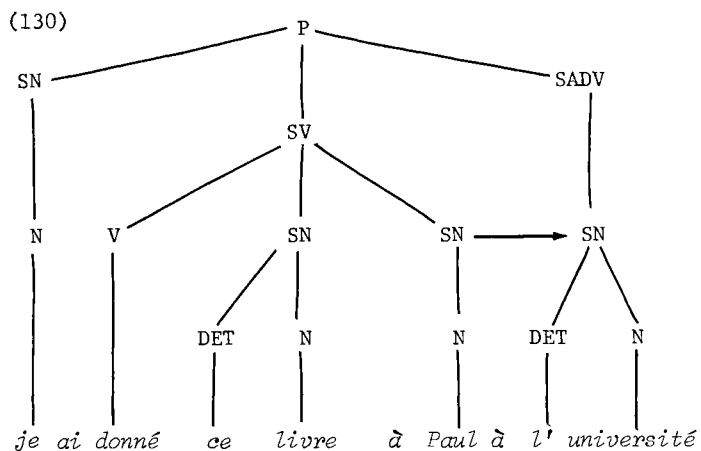 (130)
P
SN SADV
SV
N V SN SN SN
DET N N DET N
je ai donné ce livre à Paul à l' université